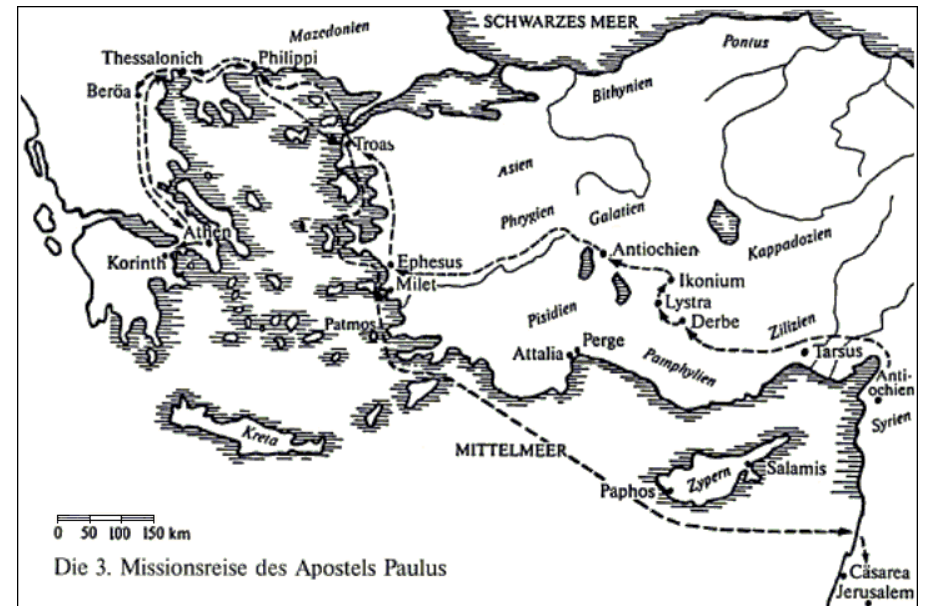 SCHWARZES MEER
Mazedonien
Pontus
Thessalonich
Philippi
Beröa
Bithynien
Troas
Asien
Phrygien
Galatien
Athen
Antiochien
Kappadozien
Korinth
Ephesus
Ikonium
Milet
Lystra
Patmos
Pisidien
Derbe
Zilizien
Attalia
Perge
Pamphylien
Tarsus
Anti-
ochien
Syrien
Kreta
MITTELMEER
Zypern
Salamis
Paphos
0 50 100 150 km
Die 3. Missionsreise des Apostels Paulus
Cäsarea
Jerusalem